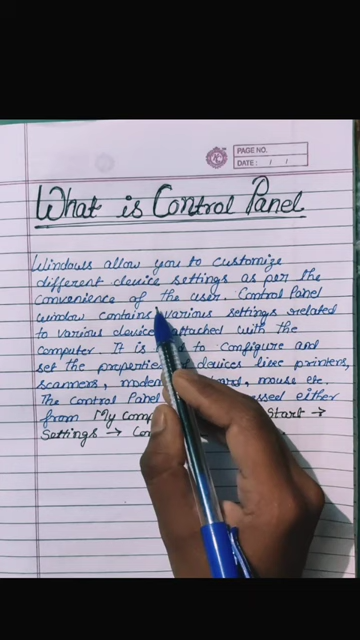 PAGE NO.
DATE: / /
What is Control Panel
Windows allow you to customize
different device settings as per the
convenience of the user. Control Panel
window contains various settings related
to various device attached with the
computer. It is to configure and
set the properties devices like printers,
scanners, mouse etc.
The Control Panel either
from My Start →
Settings →